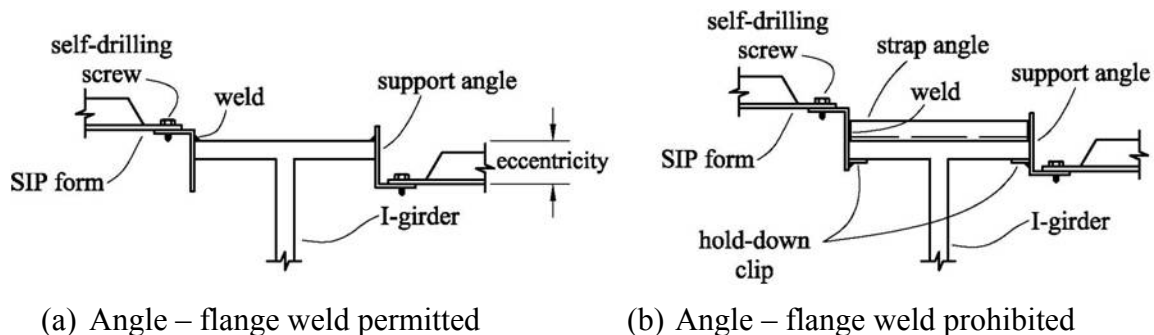 self-drilling
screw
weld
support angle
eccentricity
SIP form
I-girder
(a) Angle – flange weld permitted
self-drilling
screw
strap angle
weld
support angle
SIP form
I-girder
hold-down
clip
(b) Angle – flange weld prohibited